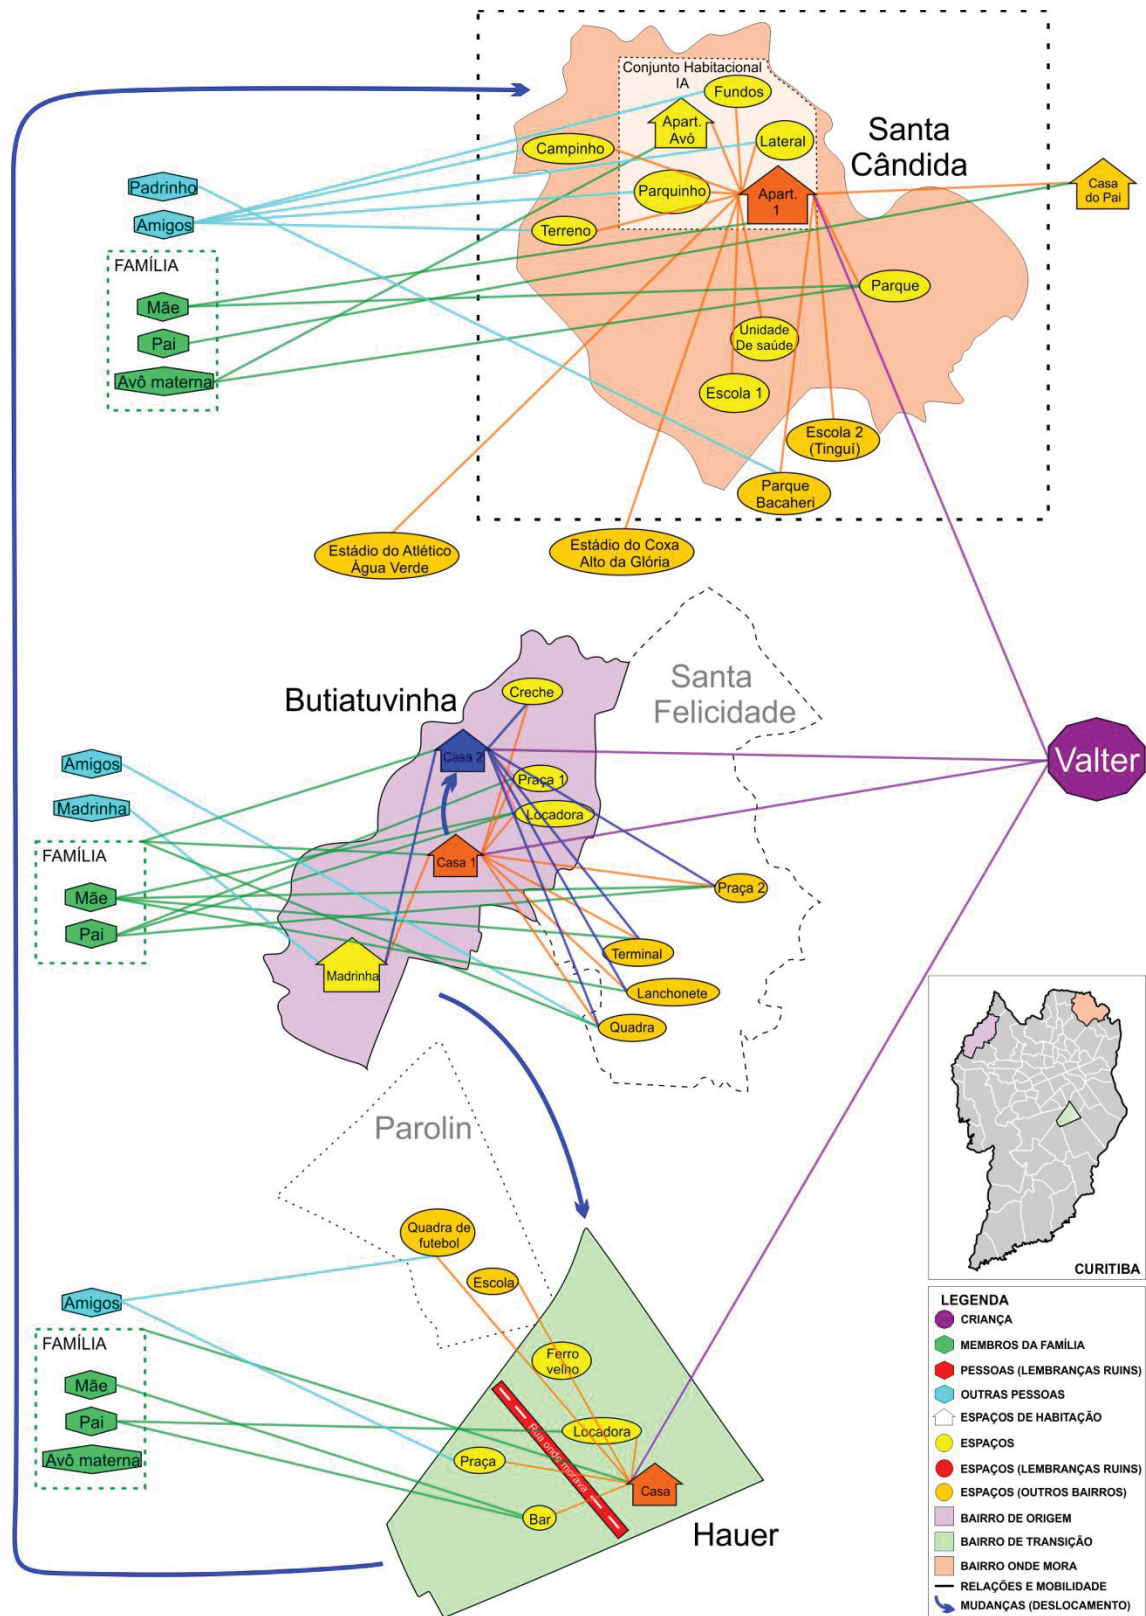 Conjunto Habitacional
IA
Fundos
Apart.
Avó
Campinho
Lateral
Santa
Cândida
Padrinho
Parquinho
Apart.
1
Casa
do Pai
Amigos
Terreno
FAMÍLIA
Mãe
Parque
Pai
Unidade
De saúde
Avô materna
Escola 1
Escola 2
(Tinguí)
Parque
Bacaheri
Estádio do Atlético
Água Verde
Estádio do Coxa
Alto da Glória
Butiatuvinha
Creche
Santa
Felicidade
Casa 2
Valter
Amigos
Praça 1
Madrinha
Locadora
FAMÍLIA
Casa 1
Mãe
Praça 2
Pai
Terminal
Madrinha
Lanchonete
Quadra
Parolin
Quadra de
futebol
Escola
Amigos
FAMÍLIA
Ferro
velho
Mãe
Pai
Locadora
Rua onde morava
Avô materna
Praça
Casa
Bar
Hauer
CURITIBA
LEGENDA
CRIANÇA
MEMBROS DA FAMÍLIA
PESSOAS (LEMBRANÇAS RUINS)
OUTRAS PESSOAS
ESPAÇOS DE HABITAÇÃO
ESPAÇOS
ESPAÇOS (LEMBRANÇAS RUINS)
ESPAÇOS (OUTROS BAIRROS)
BAIRRO DE ORIGEM
BAIRRO DE TRANSIÇÃO
BAIRRO ONDE MORA
RELAÇÕES E MOBILIDADE
MUDANÇAS (DESLOCAMENTO)